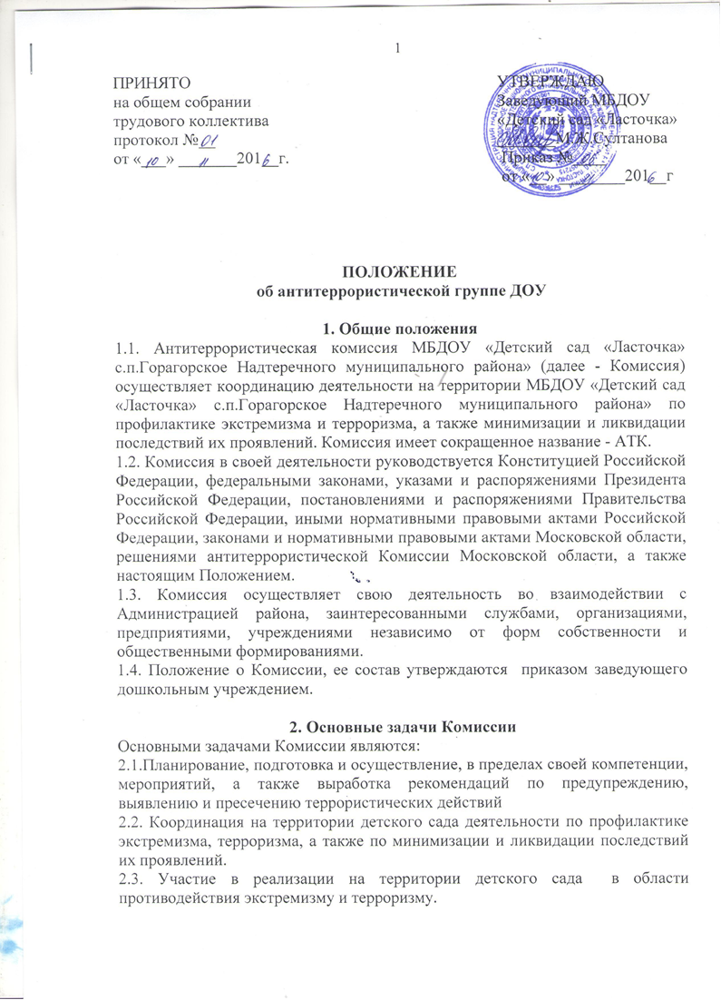 1
ПРИНЯТО
на общем собрании
трудового коллектива
протокол № 01
от « 10 » 11 2016 г.
УТВЕРЖДАЮ
Заведующий МБДОУ
«Детский сад «Ласточка»
М.Ж.Султанова
Приказ №
от « » 2016 г
ПОЛОЖЕНИЕ
об антитеррористической группе ДОУ
1. Общие положения
1.1. Антитеррористическая комиссия МБДОУ «Детский сад «Ласточка»
с.п.Горагорское Надтеречного муниципального района» (далее - Комиссия)
осуществляет координацию деятельности на территории МБДОУ «Детский сад
«Ласточка» с.п.Горагорское Надтеречного муниципального района» по
профилактике экстремизма и терроризма, а также минимизации и ликвидации
последствий их проявлений. Комиссия имеет сокращенное название - АТК.
1.2. Комиссия в своей деятельности руководствуется Конституцией Российской
Федерации, федеральными законами, указами и распоряжениями Президента
Российской Федерации, постановлениями и распоряжениями Правительства
Российской Федерации, иными нормативными правовыми актами Российской
Федерации, законами и нормативными правовыми актами Московской области,
решениями антитеррористической Комиссии Московской области, а также
настоящим Положением.
1.3. Комиссия осуществляет свою деятельность во взаимодействии с
Администрацией района, заинтересованными службами, организациями,
предприятиями, учреждениями независимо от форм собственности и
общественными формированиями.
1.4. Положение о Комиссии, ее состав утверждаются приказом заведующего
дошкольным учреждением.
2. Основные задачи Комиссии
Основными задачами Комиссии являются:
2.1.Планирование, подготовка и осуществление, в пределах своей компетенции,
мероприятий, а также выработка рекомендаций по предупреждению,
выявлению и пресечению террористических действий
2.2. Координация на территории детского сада деятельности по профилактике
экстремизма, терроризма, а также по минимизации и ликвидации последствий
их проявлений.
2.3. Участие в реализации на территории детского сада в области
противодействия экстремизму и терроризму.